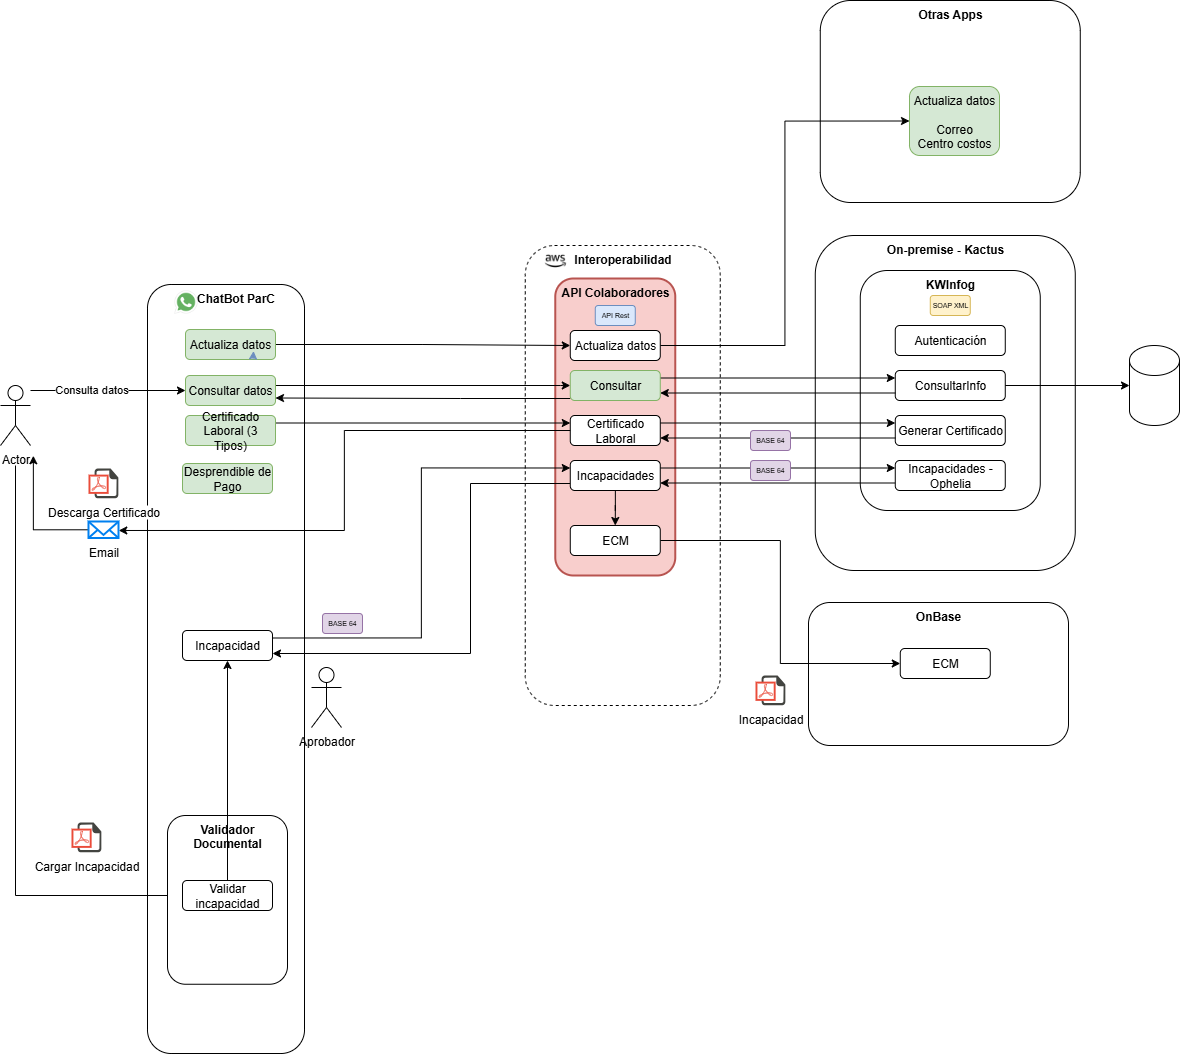 Otras Apps
Actualiza datos
Correo
Centro costos
On-premise - Kactus
KWInfog
SOAP XML
Autenticación
ConsultarInfo
Generar Certificado
Incapacidades -
Ophelia
aws
Interoperabilidad
API Colaboradores
API Rest
Actualiza datos
Consultar
Certificado
Laboral
Incapacidades
ECM
BASE 64
BASE 64
ChatBot ParC
Actualiza datos
Consultar datos
Certificado
Laboral (3
Tipos)
Desprendible de
Pago
Consulta datos
Actor
Descarga Certificado
Email
BASE 64
Incapacidad
Aprobador
OnBase
ECM
Incapacidad
Validador
Documental
Validar
incapacidad
Cargar Incapacidad